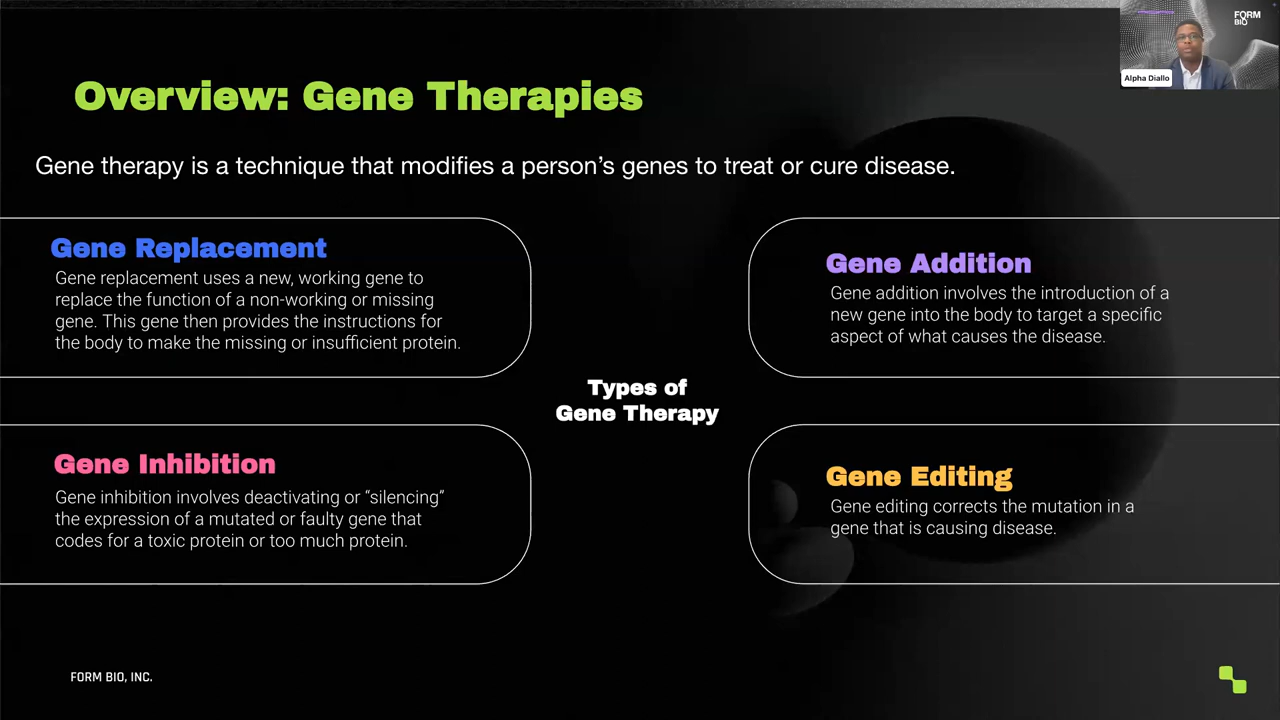 FORM
BIO
Alpha Diallo
Overview: Gene Therapies
Gene therapy is a technique that modifies a person’s genes to treat or cure disease.
Gene Replacement
Gene replacement uses a new, working gene to
replace the function of a non-working or missing
gene. This gene then provides the instructions for
the body to make the missing or insufficient protein.
Gene Addition
Gene addition involves the introduction of a
new gene into the body to target a specific
aspect of what causes the disease.
Types of
Gene Therapy
Gene Inhibition
Gene inhibition involves deactivating or “silencing”
the expression of a mutated or faulty gene that
codes for a toxic protein or too much protein.
Gene Editing
Gene editing corrects the mutation in a
gene that is causing disease.
FORM BIO, INC.